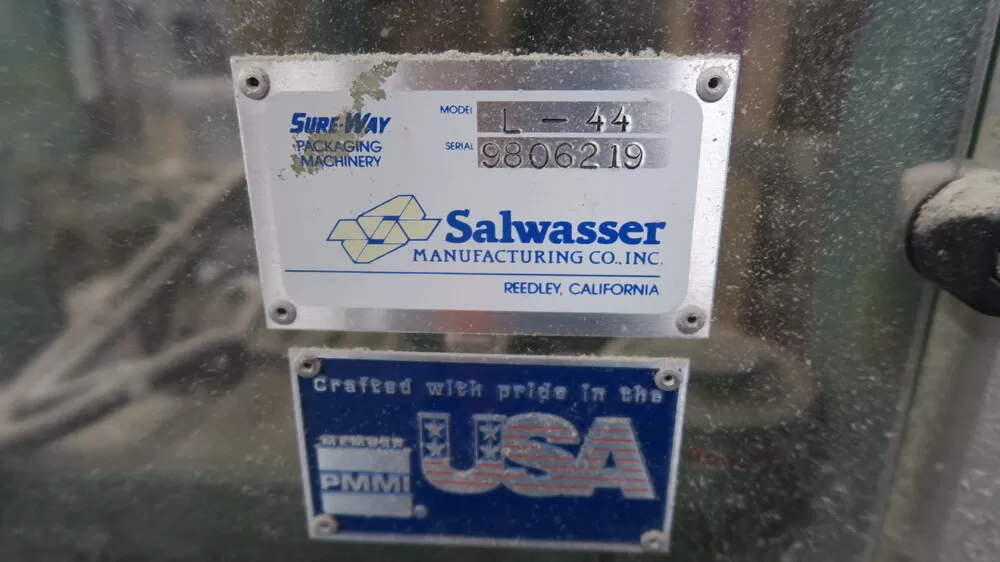 SURE-WAY
PACKAGING
MACHINERY
MODEL L - 44
SERIAL 9806219
Salwasser
MANUFACTURING CO., INC.
REEDLEY, CALIFORNIA
Crafted with pride in the
USA
MEMBER
PMMI